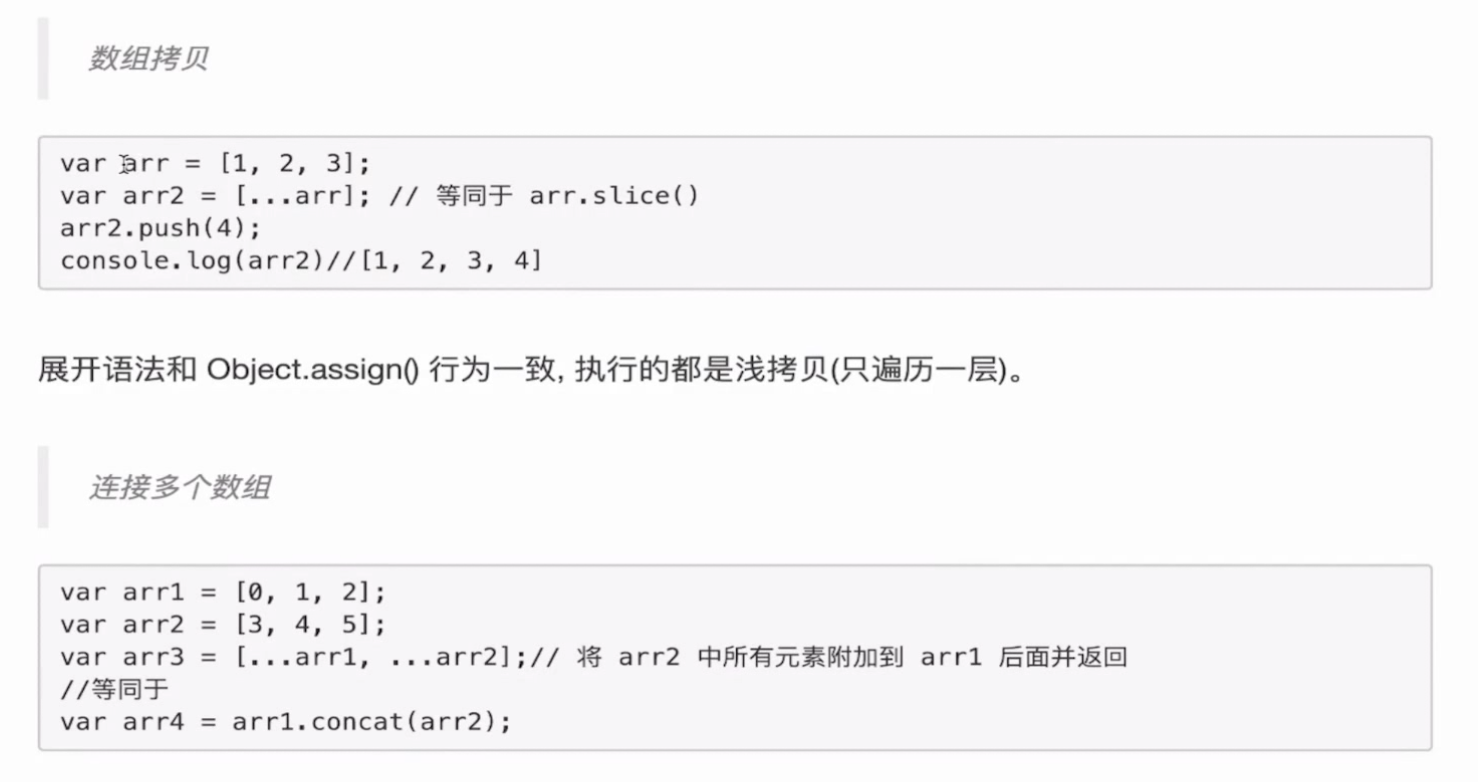 数组拷贝
var arr = [1, 2, 3];
var arr2 = [...arr]; // 等同于 arr.slice()
arr2.push(4);
console.log(arr2)//[1, 2, 3, 4]
展开语法和 Object.assign() 行为一致, 执行的都是浅拷贝(只遍历一层)。
连接多个数组
var arr1 = [0, 1, 2];
var arr2 = [3, 4, 5];
var arr3 = [...arr1, ...arr2];// 将 arr2 中所有元素附加到 arr1 后面并返回
//等同于
var arr4 = arr1.concat(arr2);